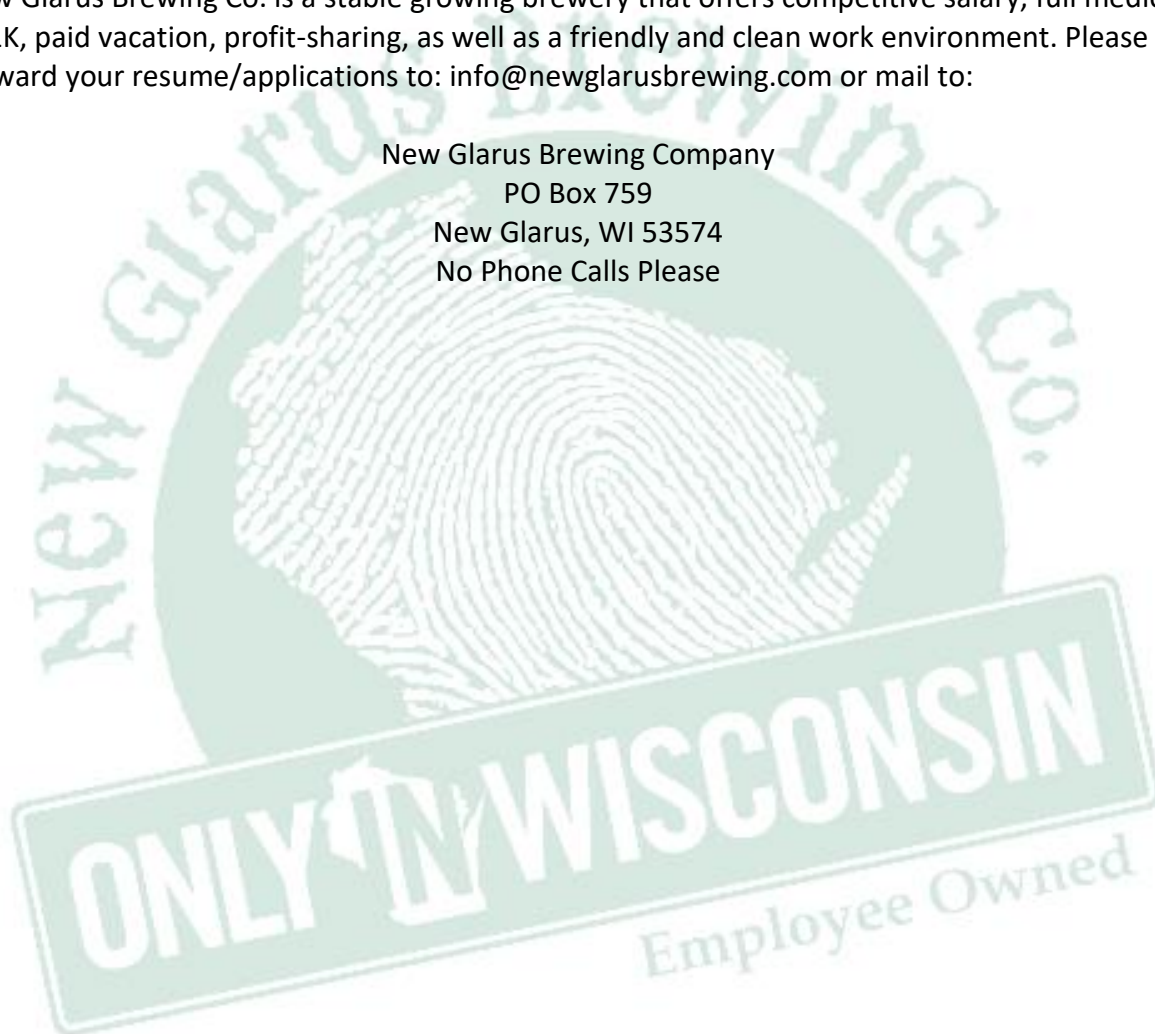 Glarus Brewing Co. is a stable growing brewery that offers competitive salary, full
paid vacation, profit-sharing, as well as a friendly and clean work environment. Please
your resume/applications to: info@newglarusbrewing.com or mail to:
New Glarus Brewing Company
PO Box 759
New Glarus, WI 53574
No Phone Calls Please
New Glarus Brewing Co.
ONLY IN WISCONSIN
Employee Owned